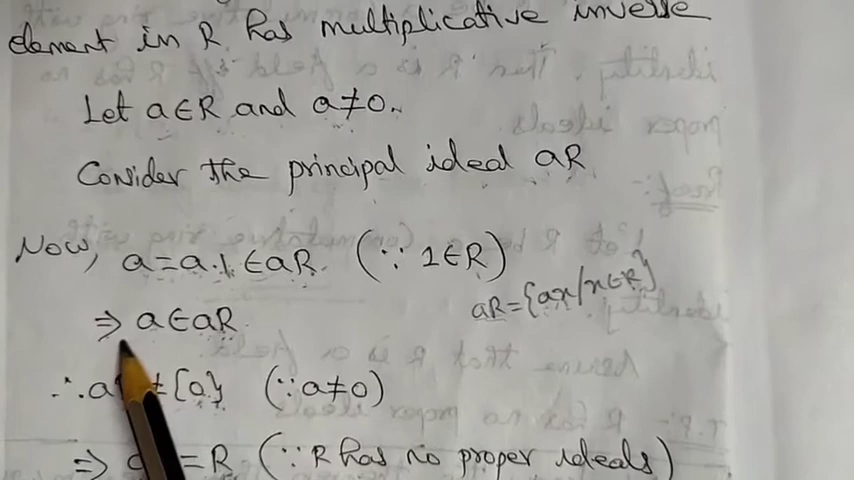 element in R has multiplicative inverse
Let a∈R and a≠0.
Consider the principal ideal aR
Now, a=a.1 ∈aR (∵ 1∈R)
aR={ax/x∈R}
⇒ a∈aR
∴ a ≠ {0} (∵a≠0)
⇒ =R (∵R has no proper ideals)